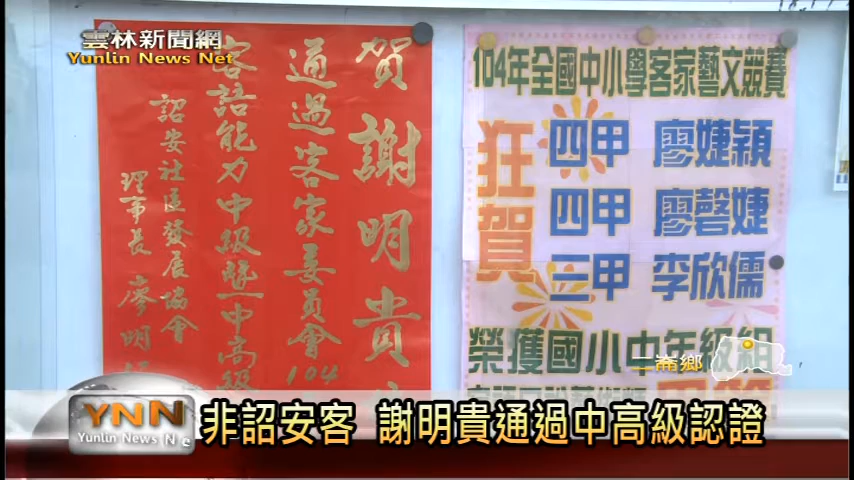 雲林新聞網
Yunlin News Net
賀謝明貴
通過客家委員會104
客語能力中級暨中高級
詔安社區發展協會
理事長 廖明
104年全國中小學客家藝文競賽
狂賀
四甲 廖婕穎
四甲 廖磬婕
三甲 李欣儒
榮獲國小中年級組
二崙鄉
YNN
Yunlin News Ne
非詔安客 謝明貴通過中高級認證